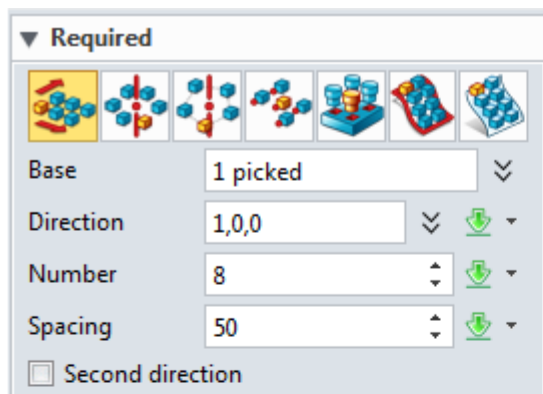 Required
Base 1 picked
Direction 1,0,0
Number 8
Spacing 50
Second direction